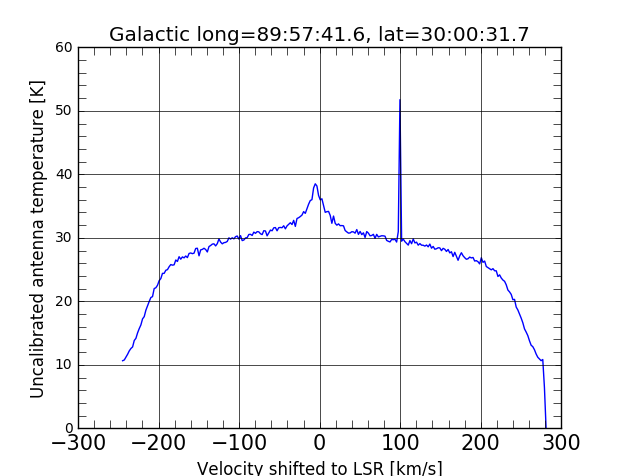 Galactic long=89:57:41.6, lat=30:00:31.7
Uncalibrated antenna temperature [K]
60
50
40
30
20
10
0
−300 −200 −100 0 100 200 300
Velocity shifted to LSR [km/s]